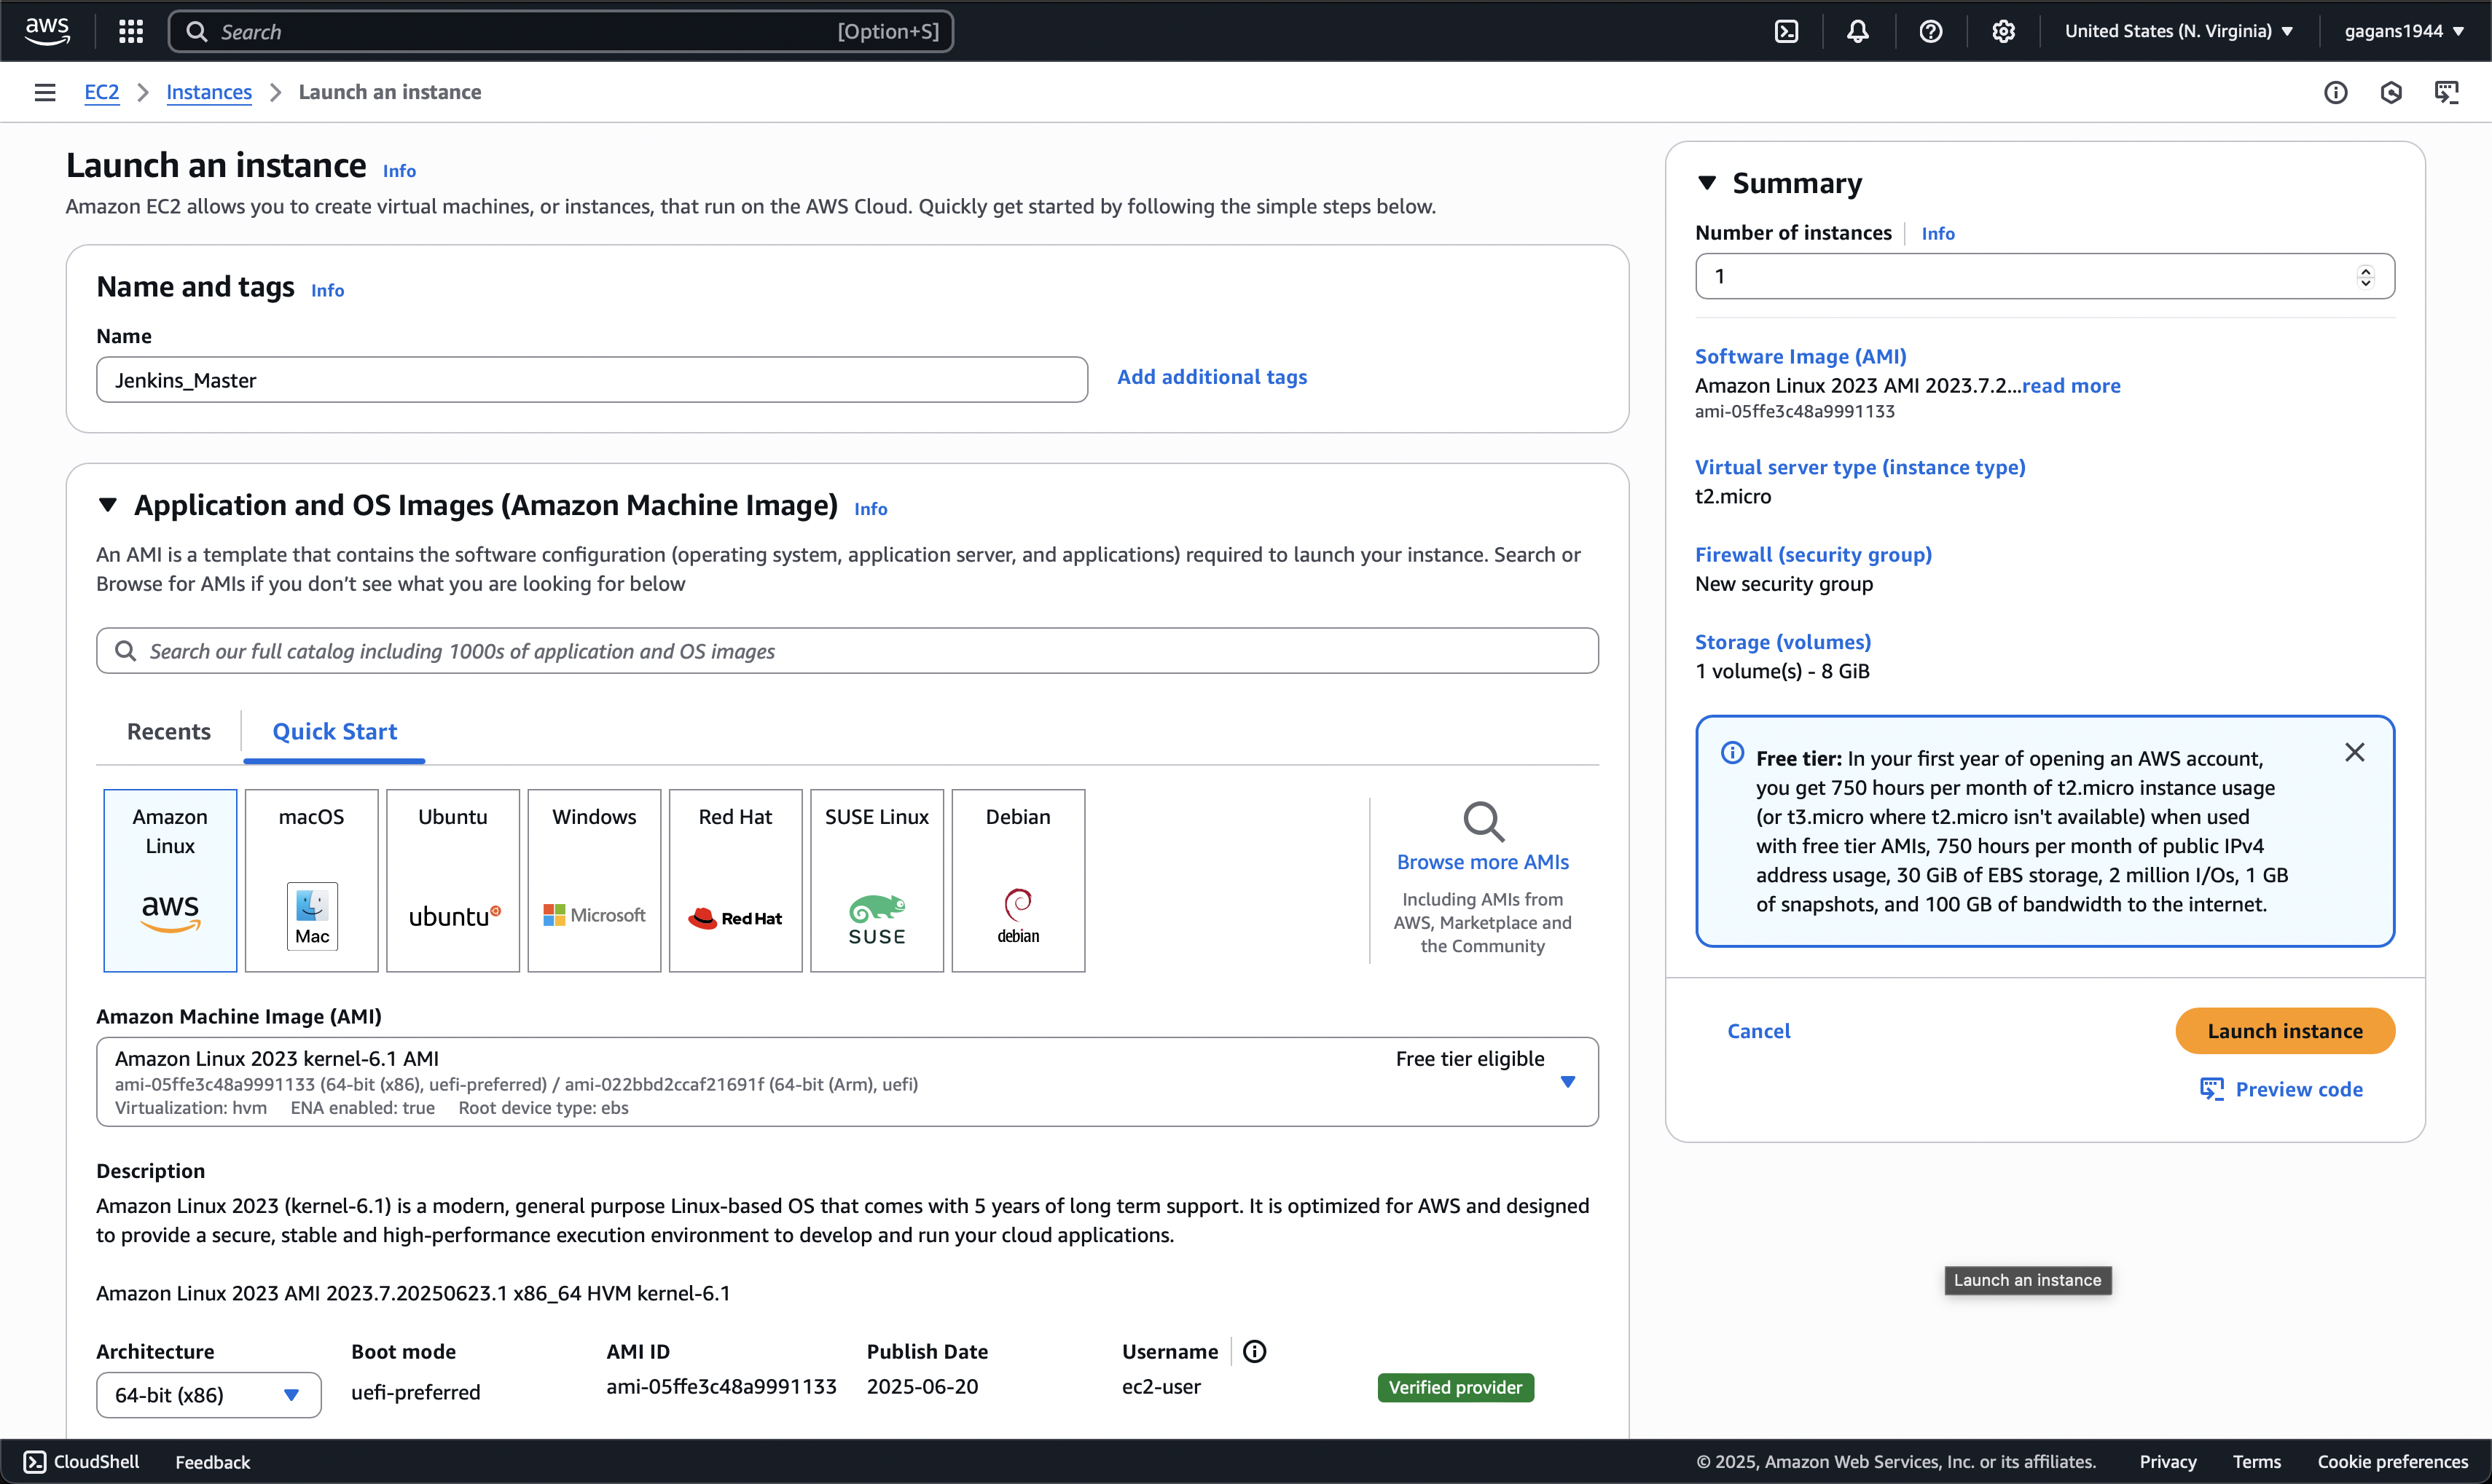 aws
Search
[Option+S]
United States (N. Virginia)
gagans1944
EC2
Instances
Launch an instance
Launch an instance Info
Amazon EC2 allows you to create virtual machines, or instances, that run on the AWS Cloud. Quickly get started by following the simple steps below.
Name and tags Info
Name
Jenkins_Master
Add additional tags
Application and OS Images (Amazon Machine Image) Info
An AMI is a template that contains the software configuration (operating system, application server, and applications) required to launch your instance. Search or
Browse for AMIs if you don’t see what you are looking for below
Search our full catalog including 1000s of application and OS images
Recents
Quick Start
Amazon
Linux
aws
macOS
Mac
Ubuntu
ubuntu
Windows
Microsoft
Red Hat
Red Hat
SUSE Linux
SUSE
Debian
debian
Browse more AMIs
Including AMIs from
AWS, Marketplace and
the Community
Amazon Machine Image (AMI)
Amazon Linux 2023 kernel-6.1 AMI
Free tier eligible
ami-05ffe3c48a9991133 (64-bit (x86), uefi-preferred) / ami-022bbd2ccaf21691f (64-bit (Arm), uefi)
Virtualization: hvm ENA enabled: true Root device type: ebs
Description
Amazon Linux 2023 (kernel-6.1) is a modern, general purpose Linux-based OS that comes with 5 years of long term support. It is optimized for AWS and designed
to provide a secure, stable and high-performance execution environment to develop and run your cloud applications.
Amazon Linux 2023 AMI 2023.7.20250623.1 x86_64 HVM kernel-6.1
Architecture
64-bit (x86)
Boot mode
uefi-preferred
AMI ID
ami-05ffe3c48a9991133
Publish Date
2025-06-20
Username
ec2-user
Verified provider
Summary
Number of instances Info
1
Software Image (AMI)
Amazon Linux 2023 AMI 2023.7.2...read more
ami-05ffe3c48a9991133
Virtual server type (instance type)
t2.micro
Firewall (security group)
New security group
Storage (volumes)
1 volume(s) - 8 GiB
Free tier: In your first year of opening an AWS account,
you get 750 hours per month of t2.micro instance usage
(or t3.micro where t2.micro isn't available) when used
with free tier AMIs, 750 hours per month of public IPv4
address usage, 30 GiB of EBS storage, 2 million I/Os, 1 GB
of snapshots, and 100 GB of bandwidth to the internet.
Cancel
Launch instance
Preview code
Launch an instance
CloudShell
Feedback
© 2025, Amazon Web Services, Inc. or its affiliates.
Privacy
Terms
Cookie preferences